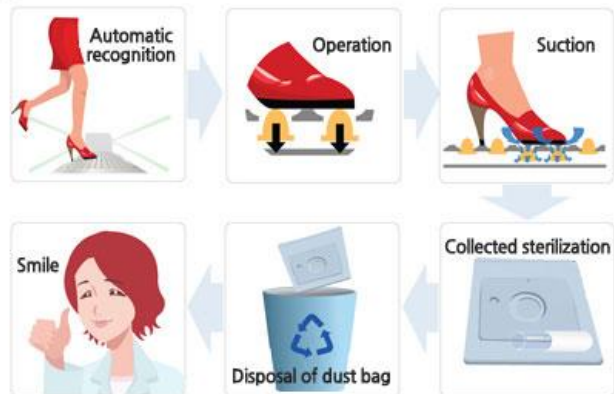 Automatic
recognition
Operation
Suction
Collected sterilization
Disposal of dust bag
Smile